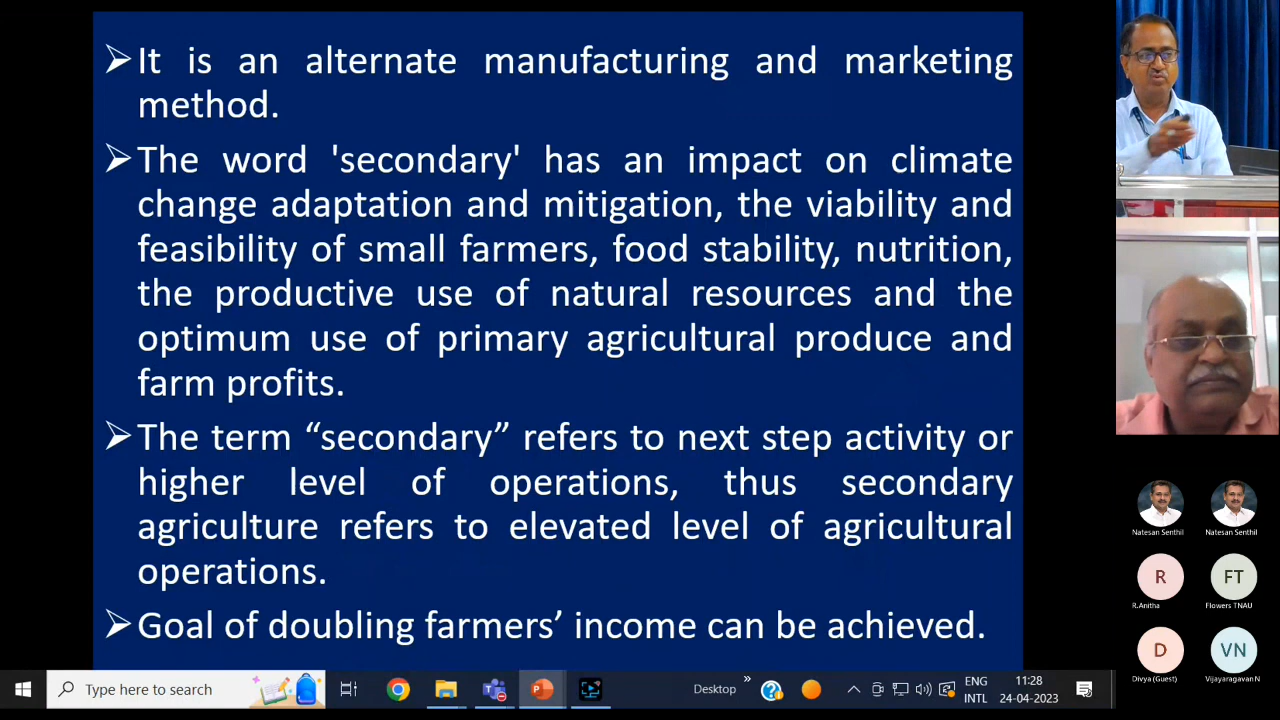 ➢It is an alternate manufacturing and marketing
method.
➢The word 'secondary' has an impact on climate
change adaptation and mitigation, the viability and
feasibility of small farmers, food stability, nutrition,
the productive use of natural resources and the
optimum use of primary agricultural produce and
farm profits.
➢The term “secondary” refers to next step activity or
higher level of operations, thus secondary
agriculture refers to elevated level of agricultural
operations.
➢Goal of doubling farmers’ income can be achieved.
Natesan Senthil
Natesan Senthil
R
FT
R.Anitha
Flowers TNAU
D
VN
Divya (Guest)
Vijayaragavan N
Type here to search
Desktop
»
ENG
INTL
11:28
24-04-2023